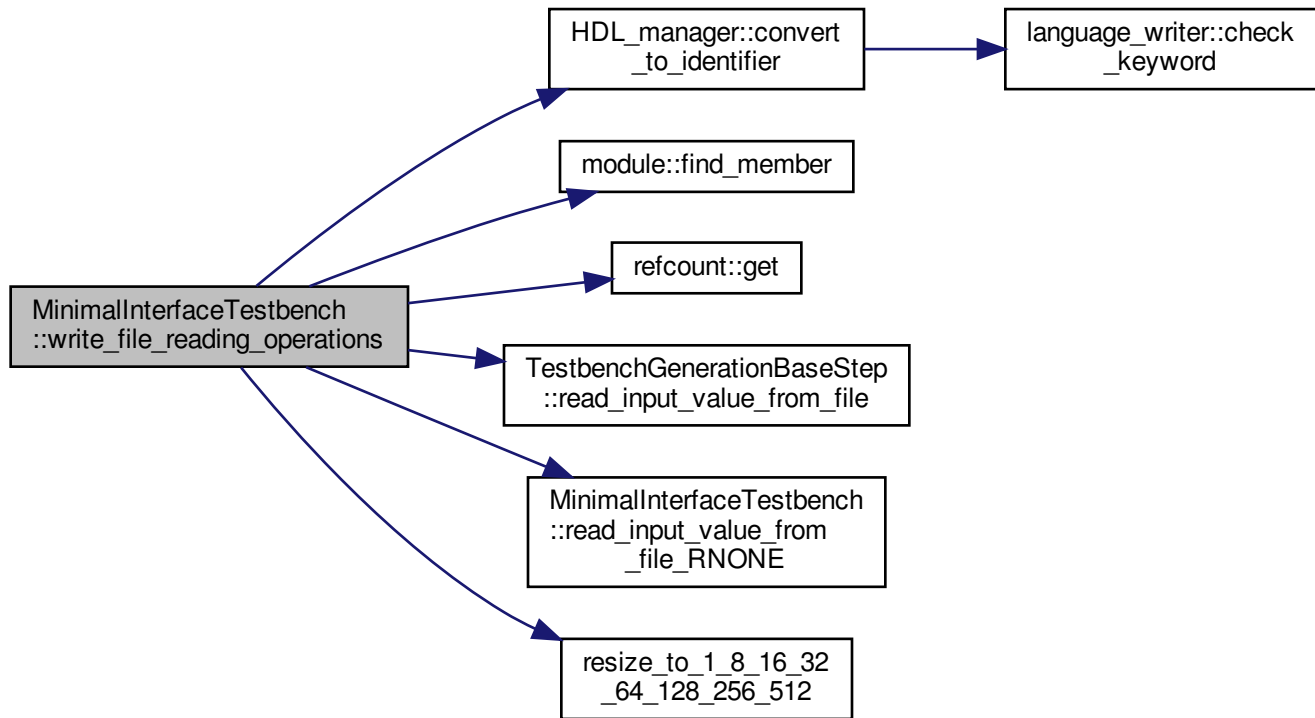 HDL_manager::convert
_to_identifier
language_writer::check
_keyword
module::find_member
refcount::get
MinimalInterfaceTestbench
::write_file_reading_operations
TestbenchGenerationBaseStep
::read_input_value_from_file
MinimalInterfaceTestbench
::read_input_value_from
_file_RNONE
resize_to_1_8_16_32
_64_128_256_512